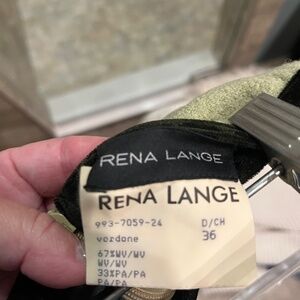 RENA LANGE
RENA LANGE
993-7059-24 D/CH
verdone 36
67%WV/WV
WV/WV
33%PA/PA
PA/PA